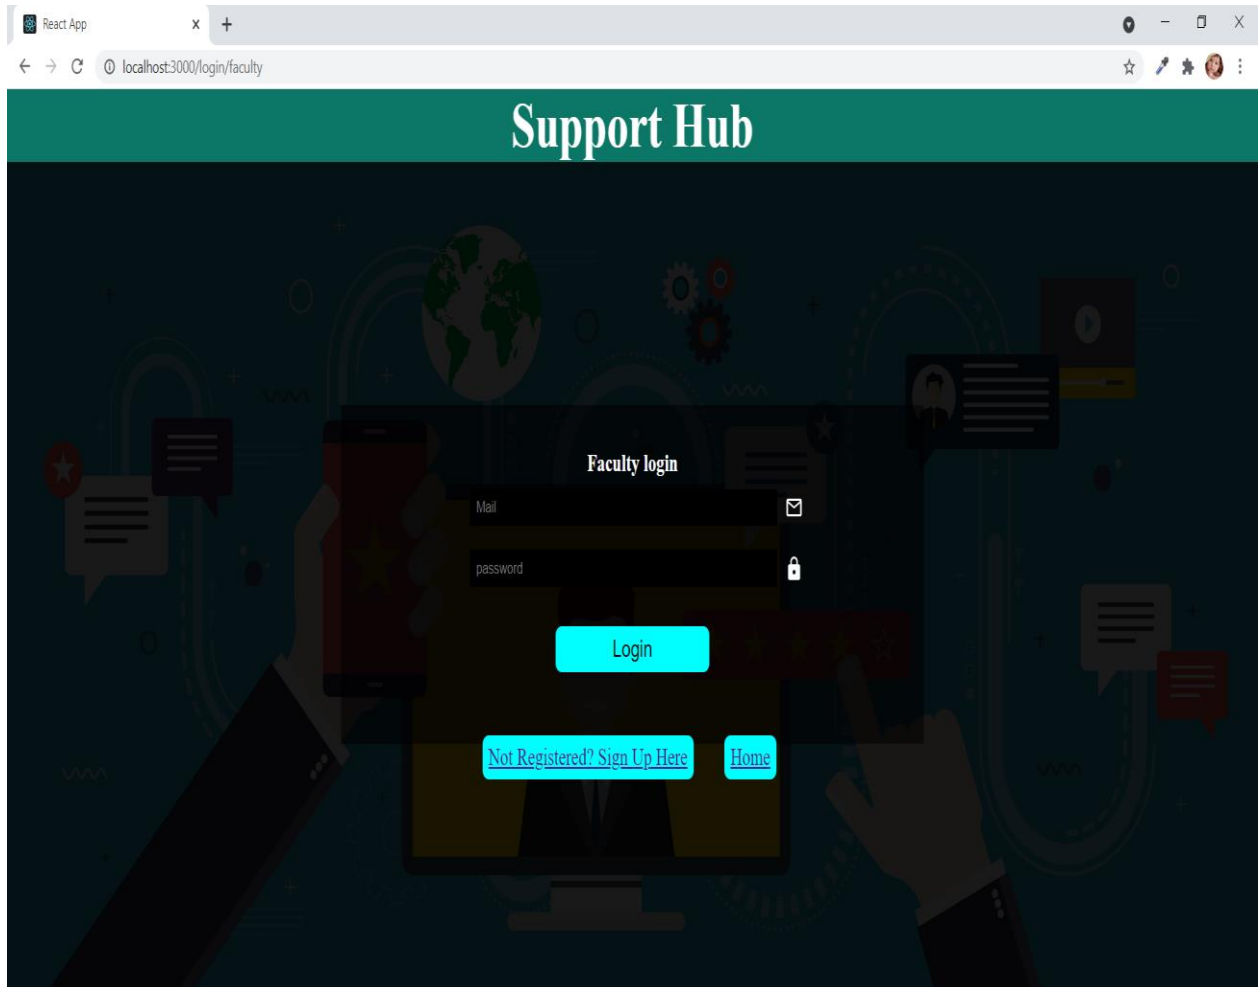 React App
localhost:3000/login/faculty
Support Hub
Faculty login
Mail
password
Login
Not Registered? Sign Up Here
Home